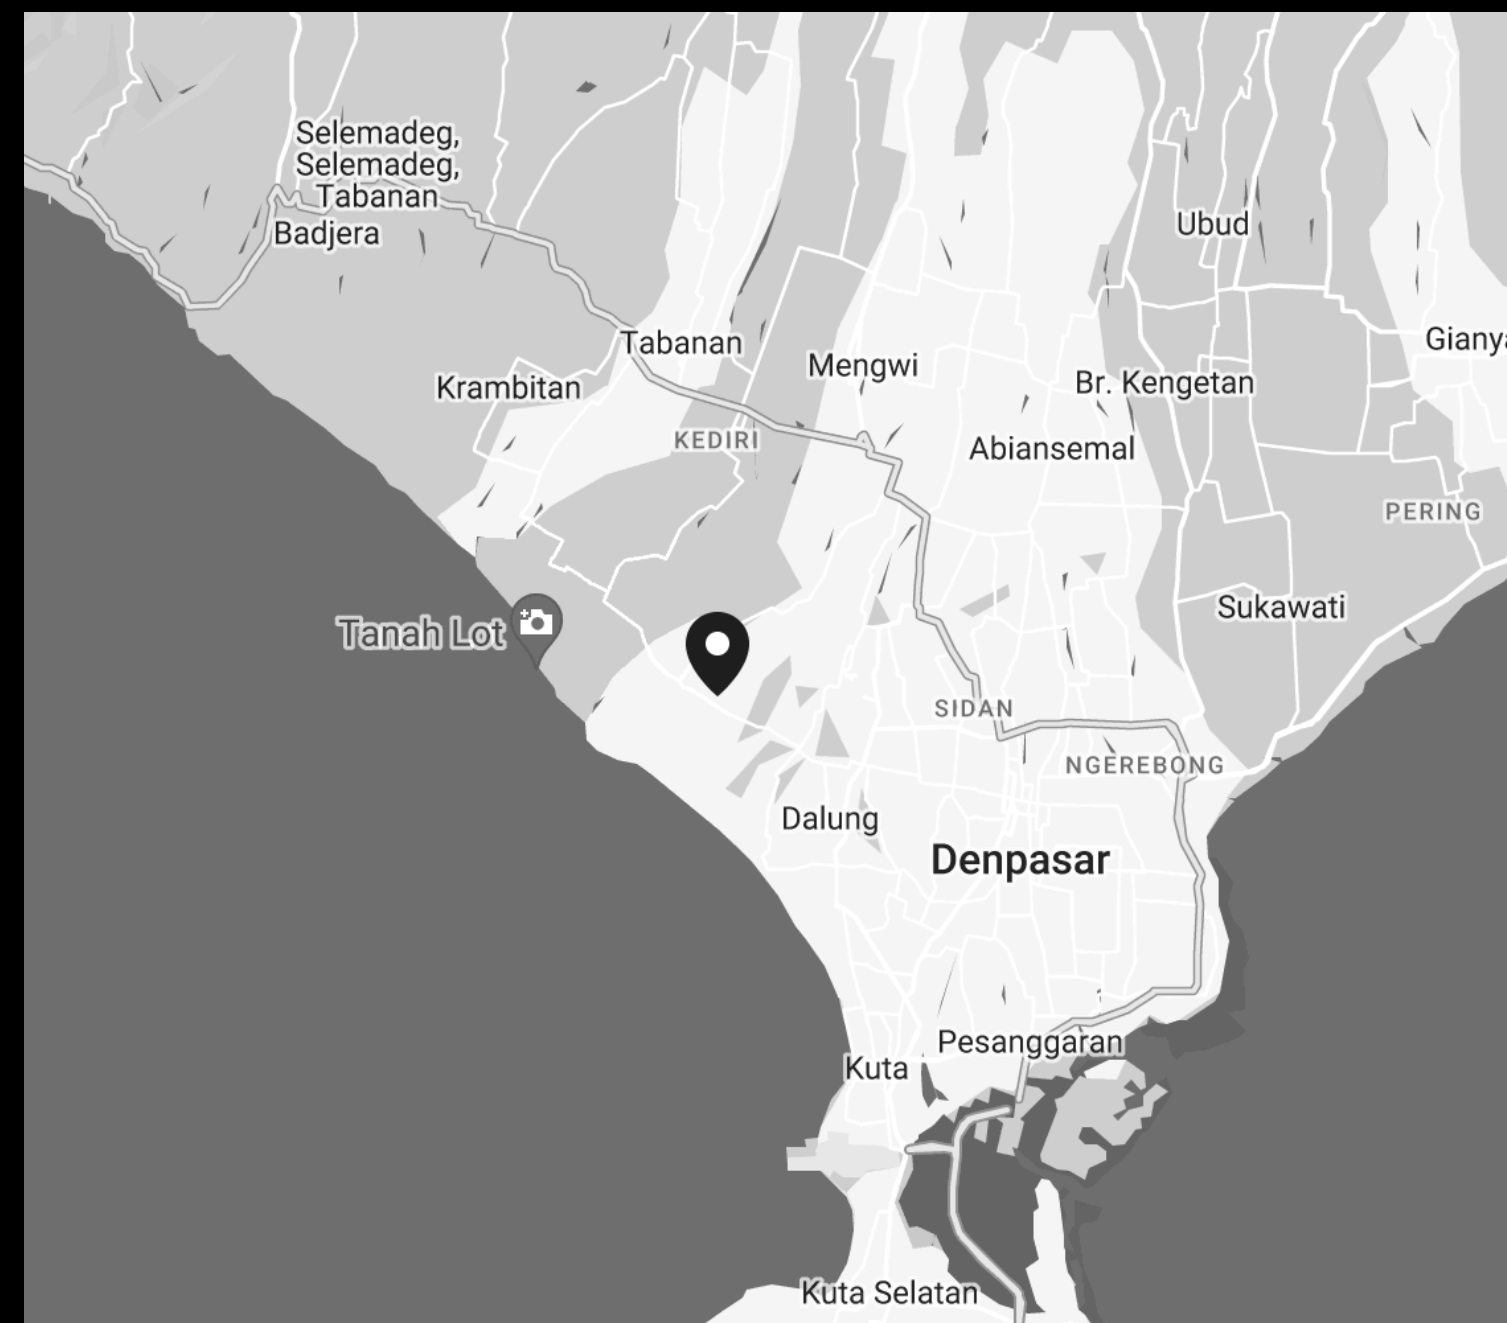 Selemadeg,
Selemadeg,
Tabanan
Badjera
Ubud
Tabanan
Gianya
Mengwi
Krambitan
Br. Kengetan
KEDIRI
Abiansemal
PERING
Sukawati
Tanah Lot
SIDAN
NGEREBONG
Dalung
Denpasar
Pesanggaran
Kuta
Kuta Selatan